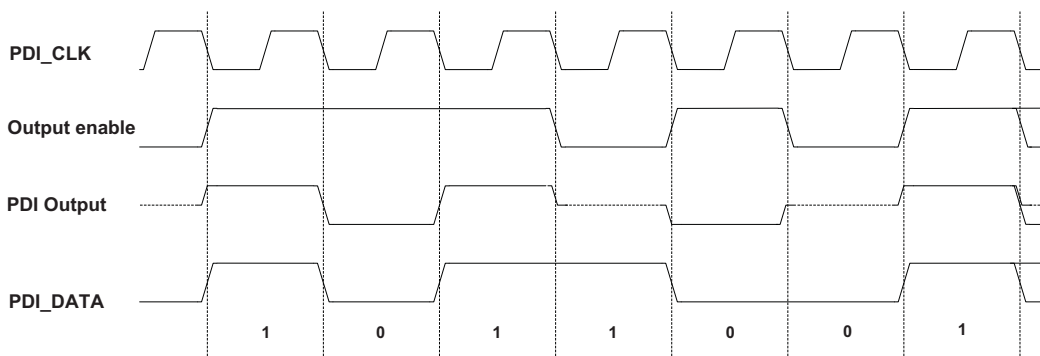 PDI_CLK
Output enable
PDI Output
PDI_DATA
1 0 1 1 0 0 1